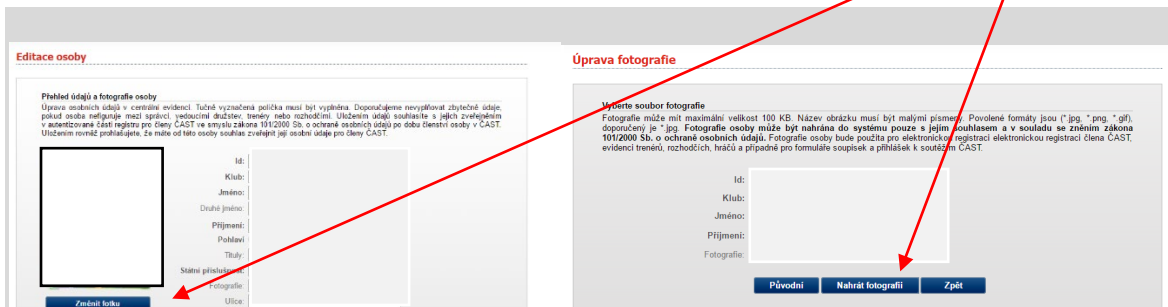 Editace osoby
Přehled údajů a fotografie osoby
Úprava osobních údajů v centrální evidenci. Tučně vyznačená políčka musí být vyplněna. Doporučujeme nevyplňovat zbytečné údaje,
pokud osoba nefiguruje mezi správci, vedoucími družstev, trenéry nebo rozhodčími. Uložením údajů souhlasíte s jejich zveřejněním
v autentizované části registru pro členy ČAST ve smyslu zákona 101/2000 Sb. o ochraně osobních údajů po dobu členství osoby v ČAST.
Uložením rovněž prohlašujete, že máte od této osoby souhlas zveřejnit její osobní údaje pro členy ČAST.
Id:
Klub:
Jméno:
Druhé jméno:
Příjmení:
Pohlaví
Tituly:
Státní příslušnost:
Fotografie:
Ulice:
Změnit fotku
Úprava fotografie
Vyberte soubor fotografie
Fotografie může mít maximální velikost 100 KB. Název obrázku musí být malými písmeny. Povolené formáty jsou (*.jpg, *.png, *.gif),
doporučený je *.jpg. Fotografie osoby může být nahrána do systému pouze s jejím souhlasem a v souladu se zněním zákona
101/2000 Sb. o ochraně osobních údajů. Fotografie osoby bude použita pro elektronickou registraci elektronickou registraci člena ČAST,
evidenci trenérů, rozhodčích, hráčů a případně pro formuláře soupisek a přihlášek k soutěžím ČAST.
Id:
Klub:
Jméno:
Příjmení:
Fotografie:
Původní Nahrát fotografii Zpět